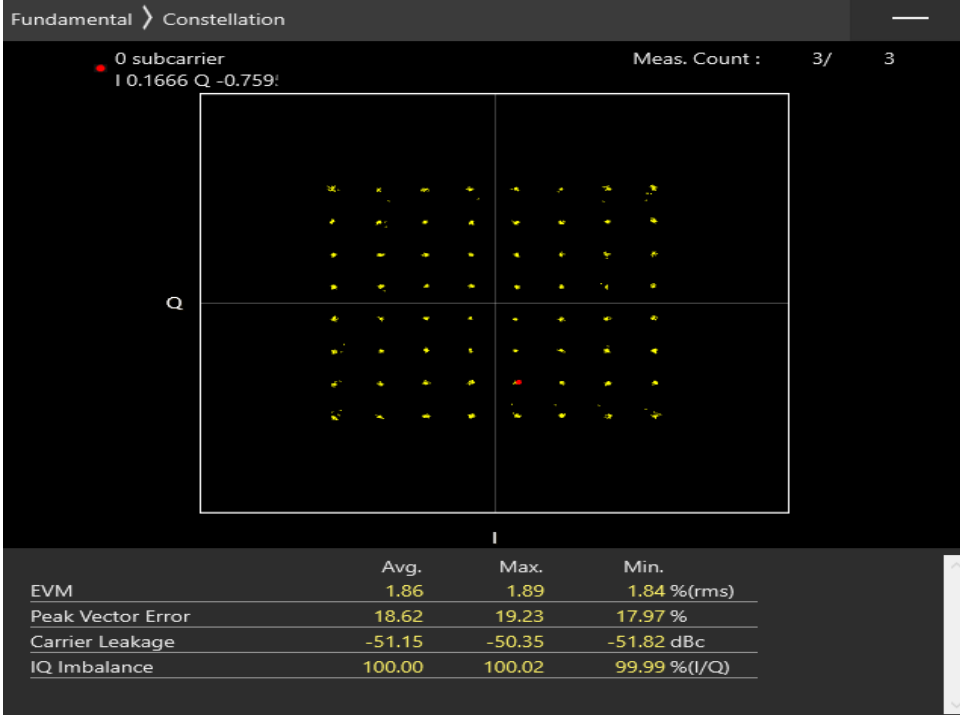 Fundamental 〉 Constellation
0 subcarrier Meas. Count : 3/ 3
I 0.1666 Q -0.759
Q
I
Avg. Max. Min.
EVM 1.86 1.89 1.84 %(rms)
Peak Vector Error 18.62 19.23 17.97 %
Carrier Leakage -51.15 -50.35 -51.82 dBc
IQ Imbalance 100.00 100.02 99.99 %(I/Q)